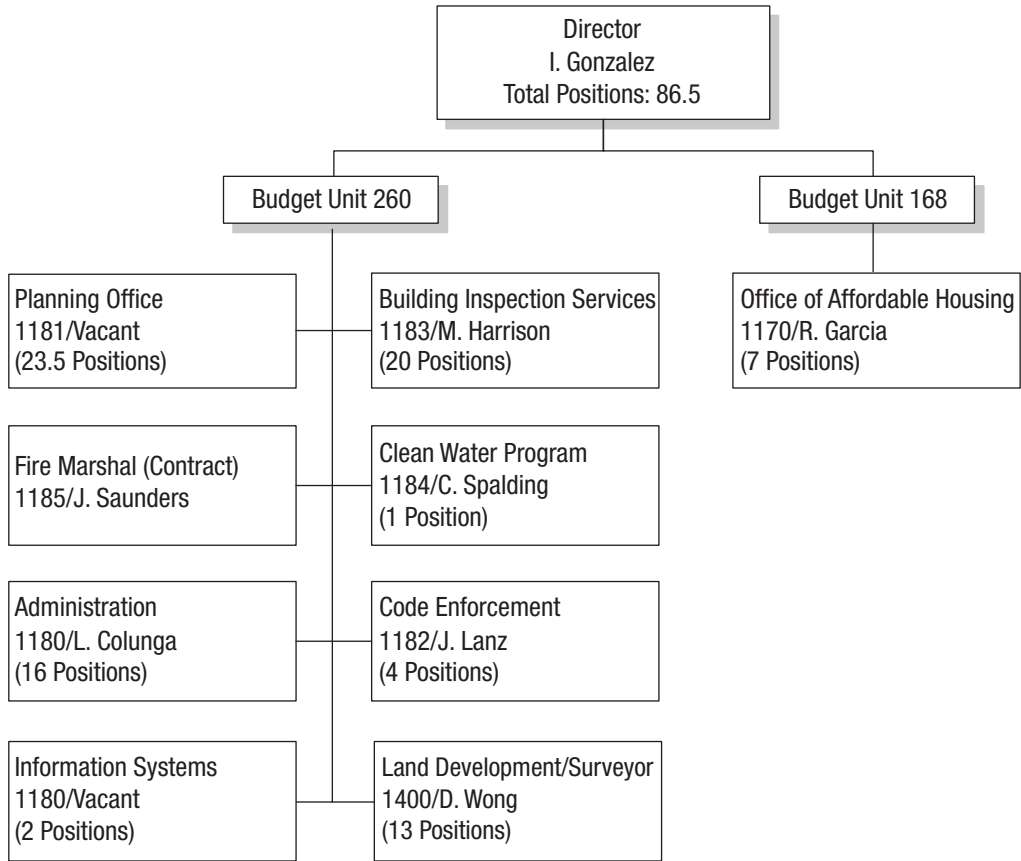 Director
I. Gonzalez
Total Positions: 86.5
Budget Unit 260
Budget Unit 168
Planning Office
1181/Vacant
(23.5 Positions)
Building Inspection Services
1183/M. Harrison
(20 Positions)
Office of Affordable Housing
1170/R. Garcia
(7 Positions)
Fire Marshal (Contract)
1185/J. Saunders
Clean Water Program
1184/C. Spalding
(1 Position)
Administration
1180/L. Colunga
(16 Positions)
Code Enforcement
1182/J. Lanz
(4 Positions)
Information Systems
1180/Vacant
(2 Positions)
Land Development/Surveyor
1400/D. Wong
(13 Positions)